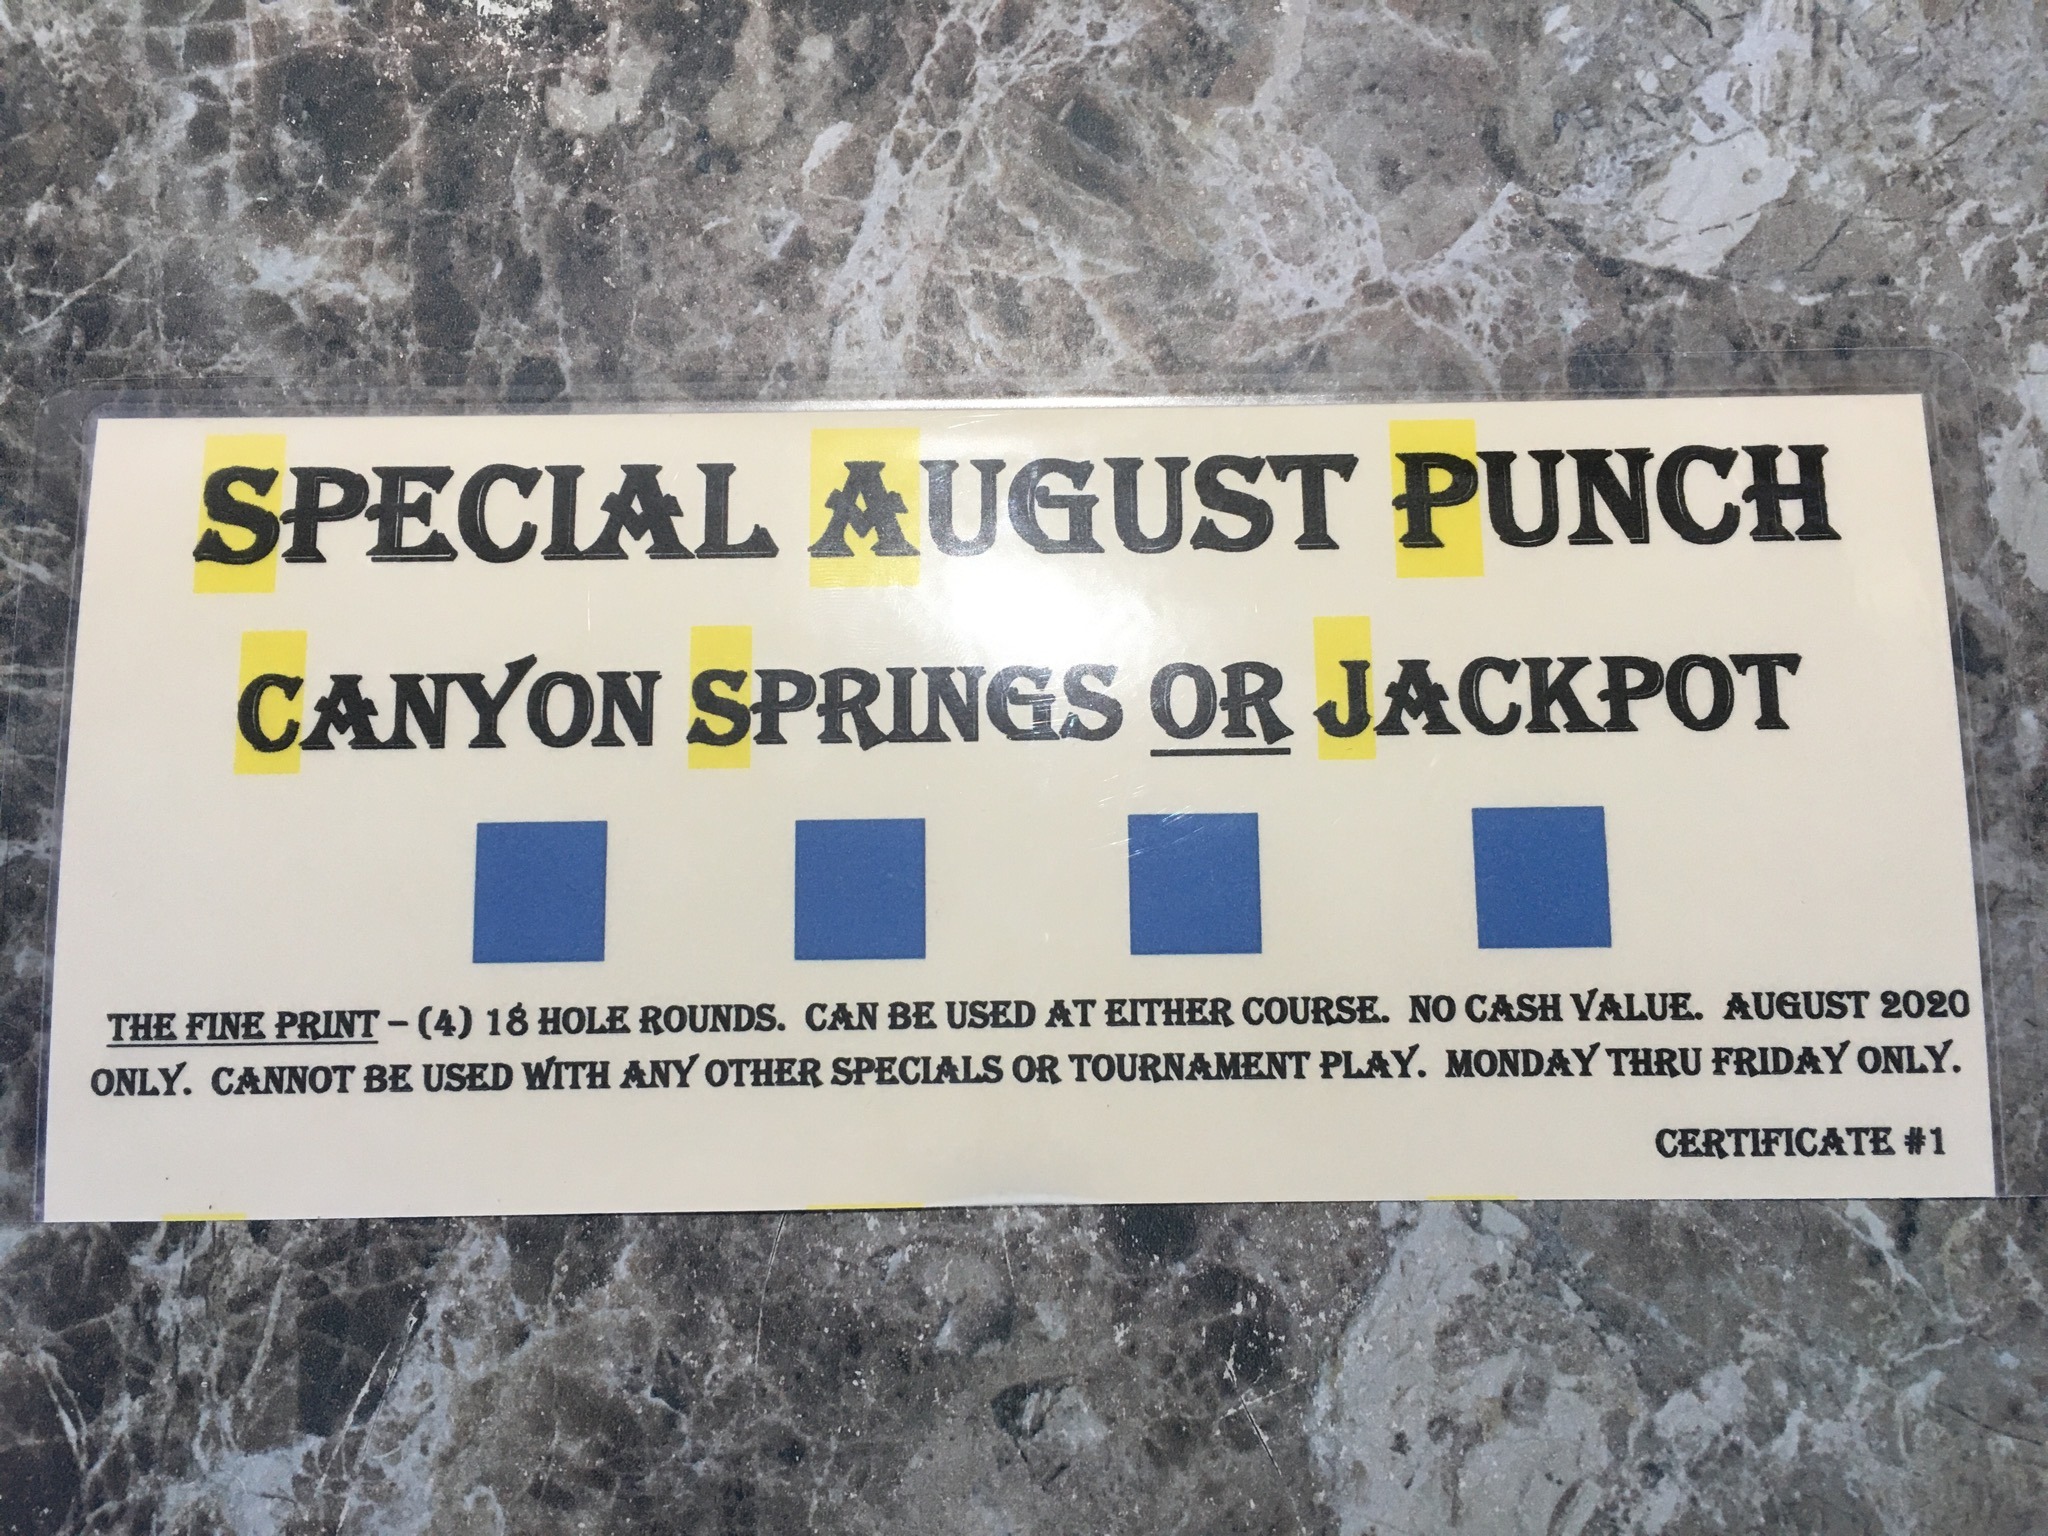 SPECIAL AUGUST PUNCH
CANYON SPRINGS OR JACKPOT
THE FINE PRINT – (4) 18 HOLE ROUNDS. CAN BE USED AT EITHER COURSE. NO CASH VALUE. AUGUST 2020
ONLY. CANNOT BE USED WITH ANY OTHER SPECIALS OR TOURNAMENT PLAY. MONDAY THRU FRIDAY ONLY.
CERTIFICATE #1